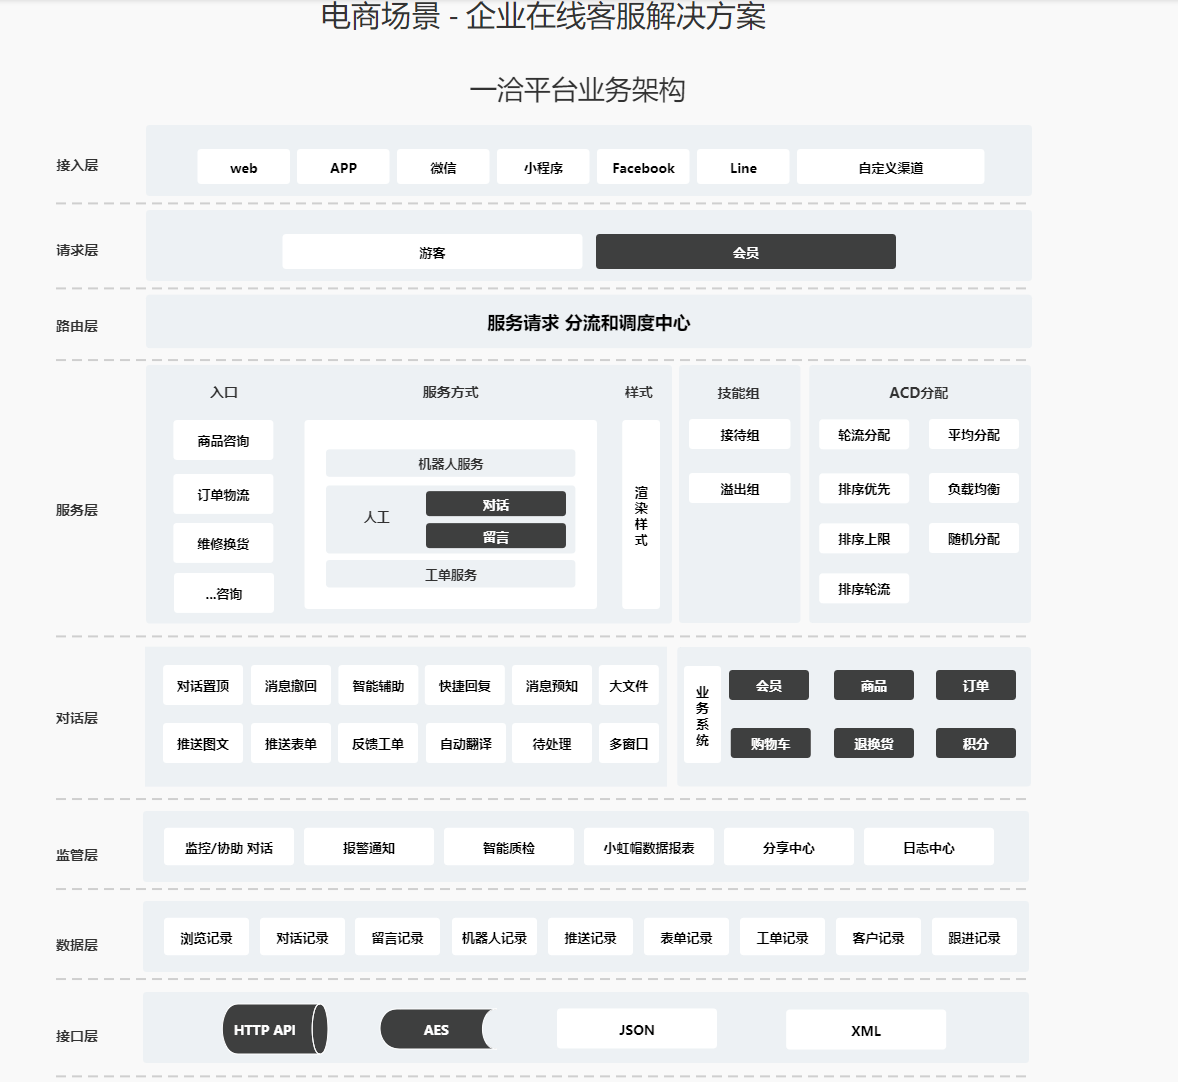 电商场景 - 企业在线客服解决方案
一洽平台业务架构
接入层
web
APP
微信
小程序
Facebook
Line
自定义渠道
请求层
游客
会员
路由层
服务请求 分流和调度中心
服务层
入口
商品咨询
订单物流
维修换货
...咨询
服务方式
机器人服务
人工
对话
留言
工单服务
样式
渲染样式
技能组
接待组
溢出组
ACD分配
轮流分配
平均分配
排序优先
负载均衡
排序上限
随机分配
排序轮流
对话层
对话置顶
消息撤回
智能辅助
快捷回复
消息预知
大文件
推送图文
推送表单
反馈工单
自动翻译
待处理
多窗口
业务系统
会员
商品
订单
购物车
退换货
积分
监管层
监控/协助 对话
报警通知
智能质检
小虹帽数据报表
分享中心
日志中心
数据层
浏览记录
对话记录
留言记录
机器人记录
推送记录
表单记录
工单记录
客户记录
跟进记录
接口层
HTTP API
AES
JSON
XML